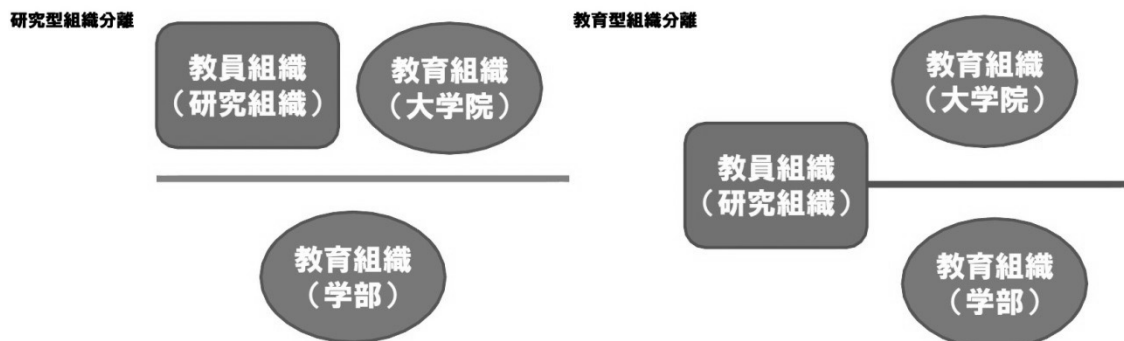 研究型組織分離
教員組織
（研究組織）
教育組織
（大学院）
教育組織
（学部）
教育型組織分離
教育組織
（大学院）
教員組織
（研究組織）
教育組織
（学部）